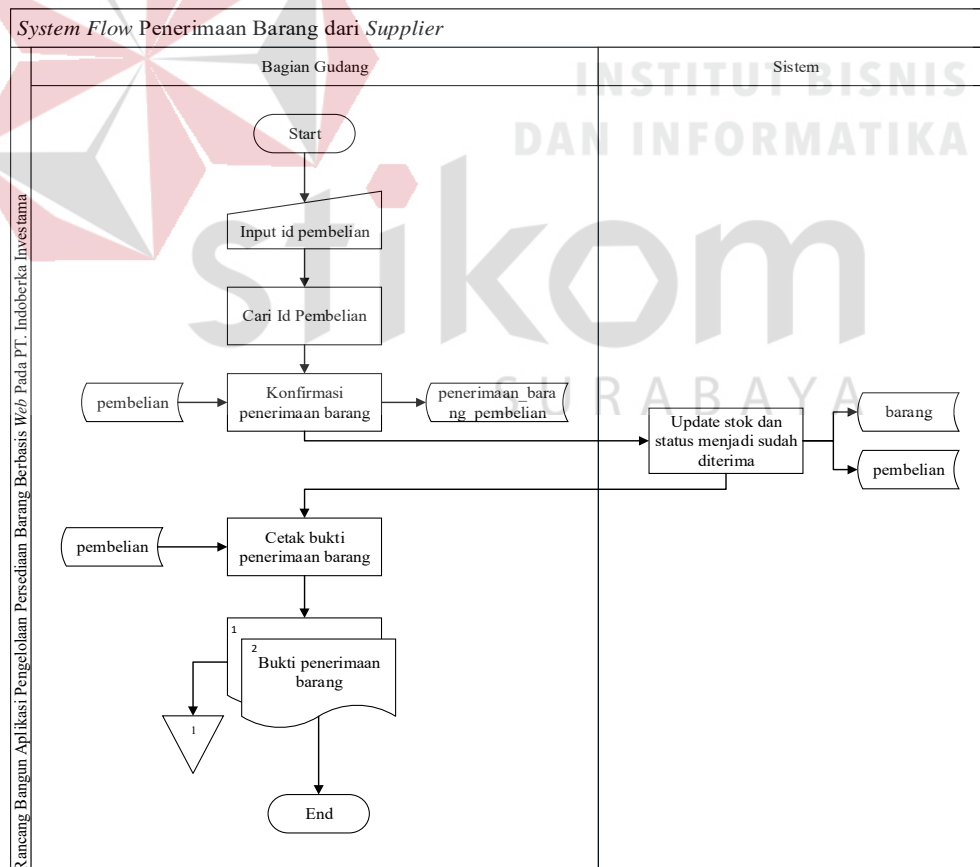 System Flow Penerimaan Barang dari Supplier
Bagian Gudang
Sistem
INSTITUT BISNIS
DAN INFORMATIKA
stikom
SURABAYA
Rancang Bangun Aplikasi Pengelolaan Persediaan Barang Berbasis Web Pada PT. Indoberka Investama
Start
Input id pembelian
Cari Id Pembelian
pembelian
Konfirmasi
penerimaan barang
penerimaan_bara
ng_pembelian
Update stok dan
status menjadi sudah
diterima
barang
pembelian
pembelian
Cetak bukti
penerimaan barang
1
2
Bukti penerimaan
barang
1
End